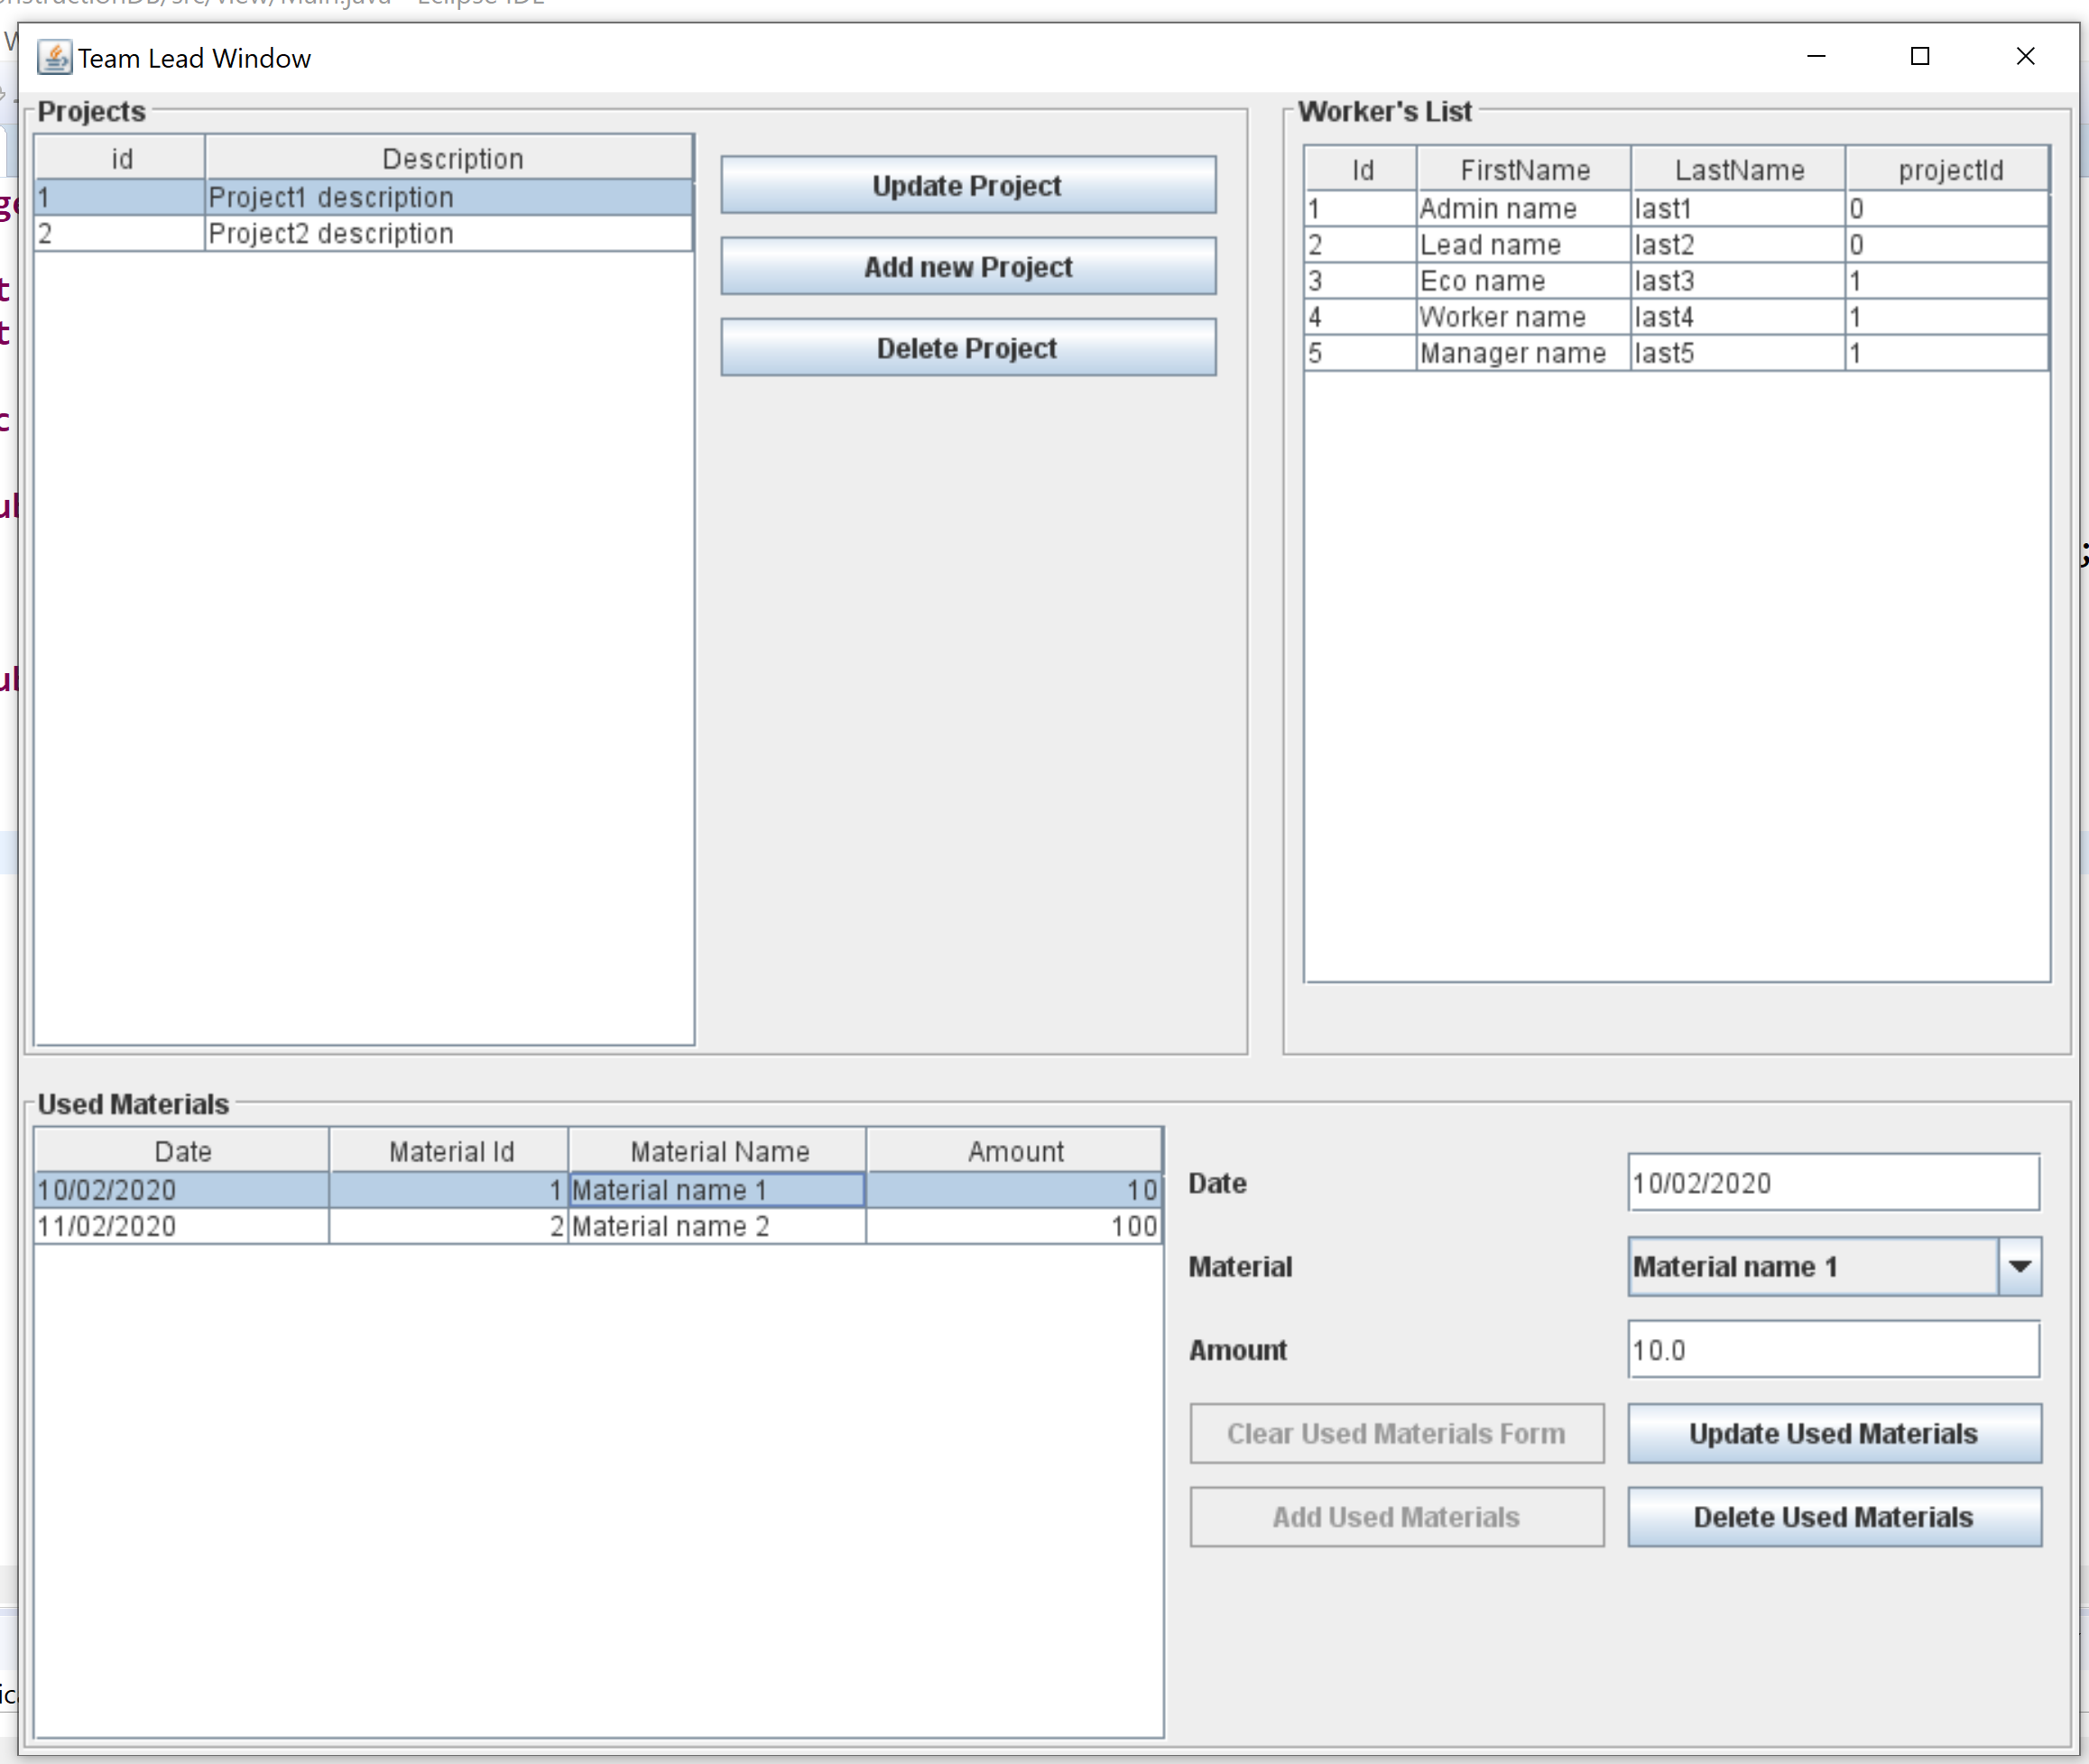 Team Lead Window
Projects
id Description
1 Project1 description
2 Project2 description
Update Project
Add new Project
Delete Project
Worker's List
Id FirstName LastName projectId
1 Admin name last1 0
2 Lead name last2 0
3 Eco name last3 1
4 Worker name last4 1
5 Manager name last5 1
Used Materials
Date Material Id Material Name Amount
10/02/2020 1 Material name 1 10
11/02/2020 2 Material name 2 100
Date 10/02/2020
Material Material name 1
Amount 10.0
Clear Used Materials Form Update Used Materials
Add Used Materials Delete Used Materials